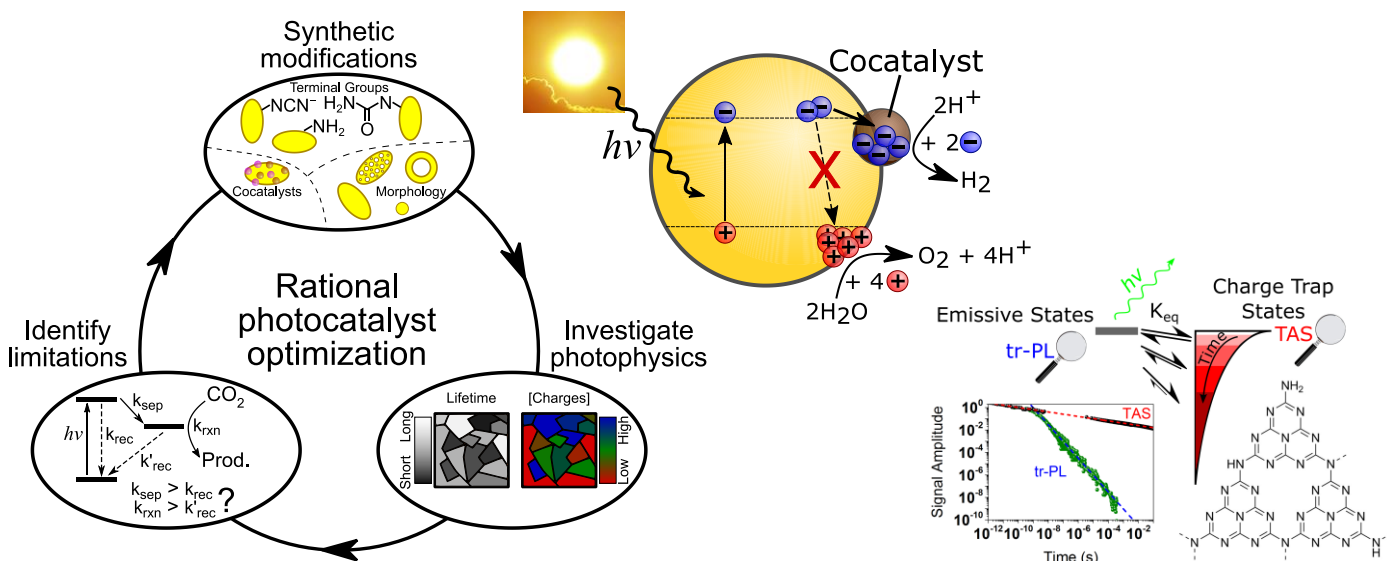 Synthetic
modifications
Terminal Groups
NCN⁻
H₂N
N
H
O
NH₂
Cocatalysts
Morphology
Rational
photocatalyst
optimization
Identify
limitations
k_sep
CO₂
hν
k_rec
k_rxn
k'_rec
Prod.
k_sep > k_rec
k_rxn > k'_rec ?
Investigate
photophysics
Lifetime
[Charges]
Long
Short
High
Low
hν
Cocatalyst
2H⁺
+ 2 −
H₂
X
O₂ + 4H⁺
+ 4 +
2H₂O
hν
Emissive States
K_eq
Charge Trap
States
tr-PL
TAS
Time
Signal Amplitude
10⁰
10⁻²
10⁻⁴
10⁻⁶
10⁻⁸
10⁻¹⁰
TAS
tr-PL
10⁻¹² 10⁻¹⁰ 10⁻⁸ 10⁻⁶ 10⁻⁴ 10⁻²
Time (s)
NH₂
N N
N N N
N N
HN N N
N N N N
N N N N N N
N N N N
N N N
H